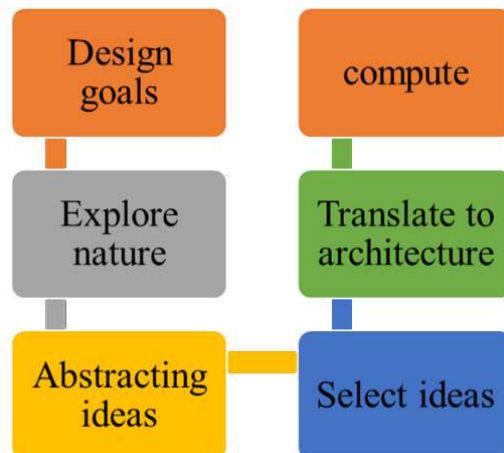 Design
goals
Explore
nature
Abstracting
ideas
Select ideas
Translate to
architecture
compute